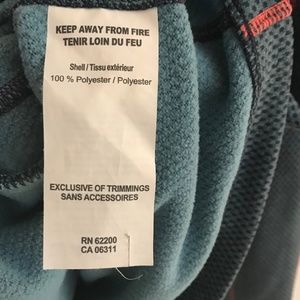 KEEP AWAY FROM FIRE
TENIR LOIN DU FEU
Shell / Tissu extérieur
100 % Polyester / Polyester
EXCLUSIVE OF TRIMMINGS
SANS ACCESSOIRES
RN 62200
CA 06311